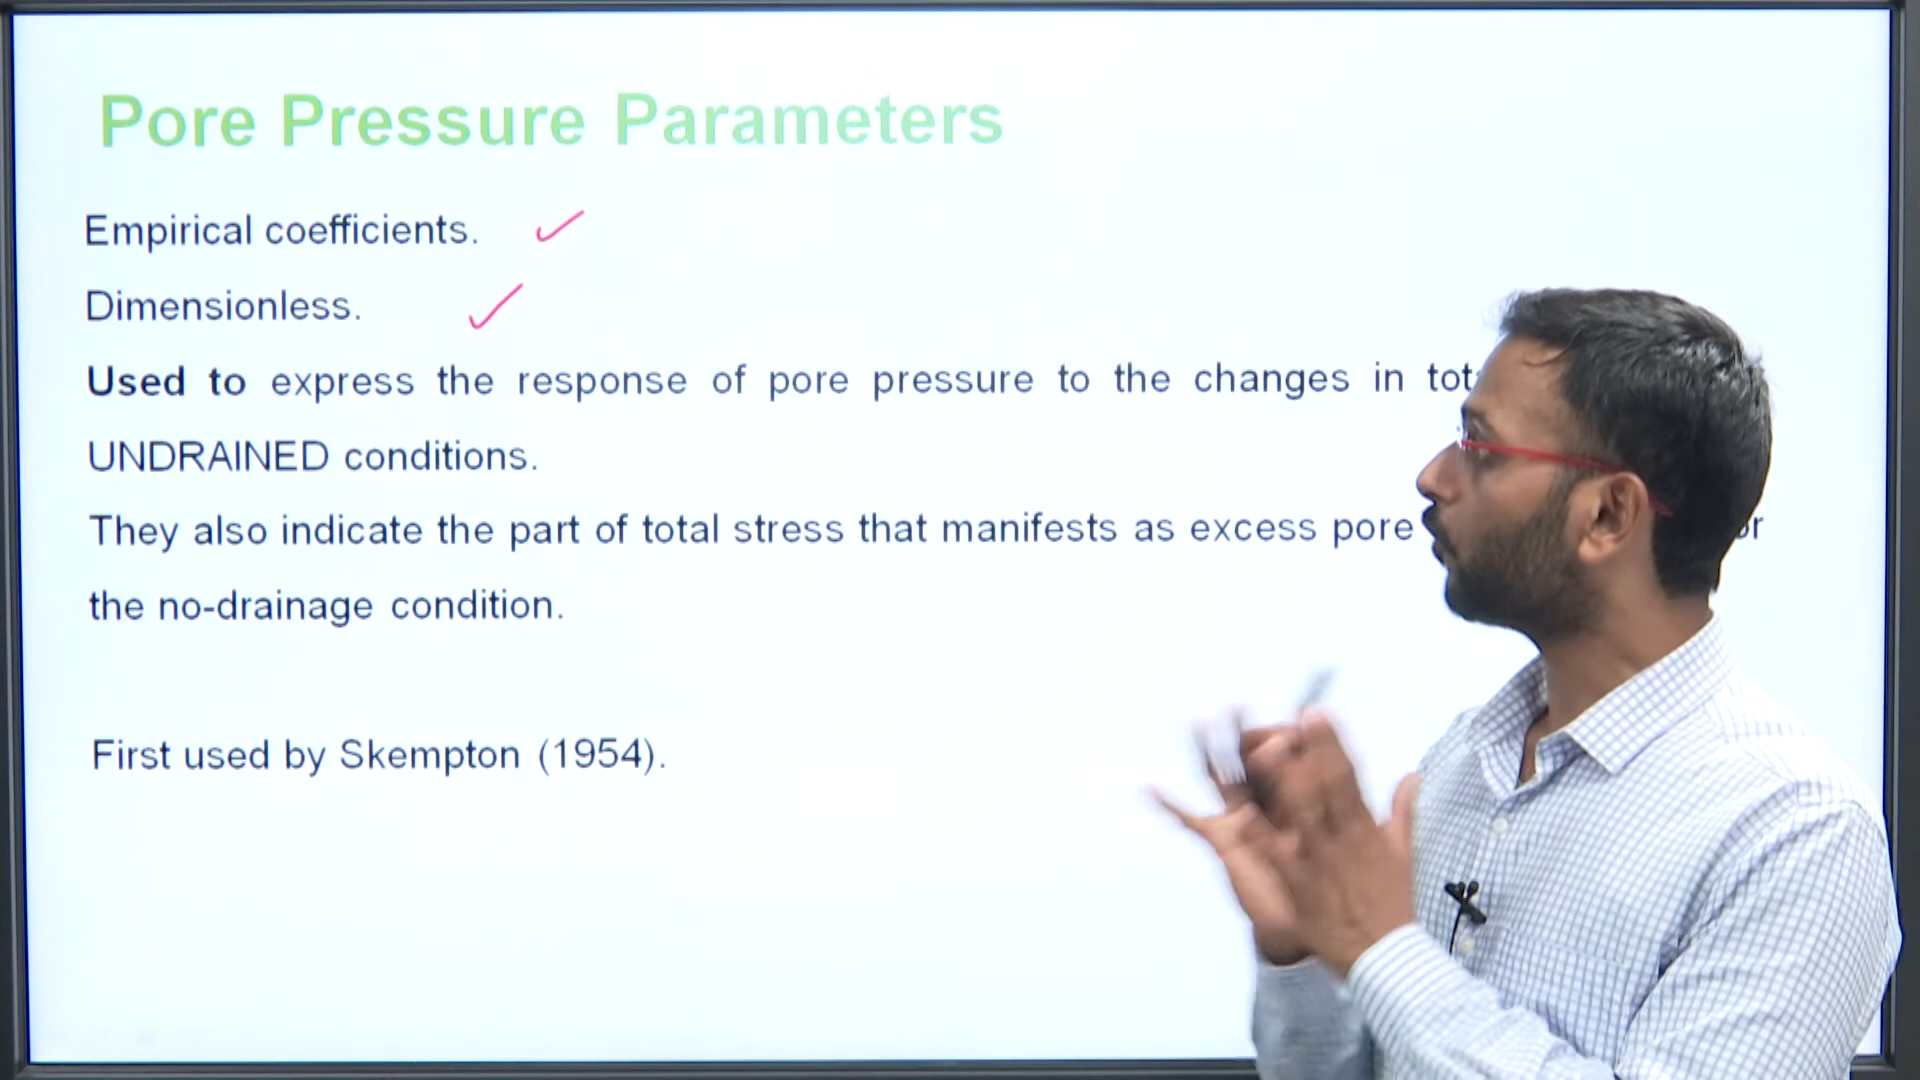 Pore Pressure Parameters
Empirical coefficients.
Dimensionless.
Used to express the response of pore pressure to the changes in
UNDRAINED conditions.
They also indicate the part of total stress that manifests as excess pore
the no-drainage condition.
First used by Skempton (1954).